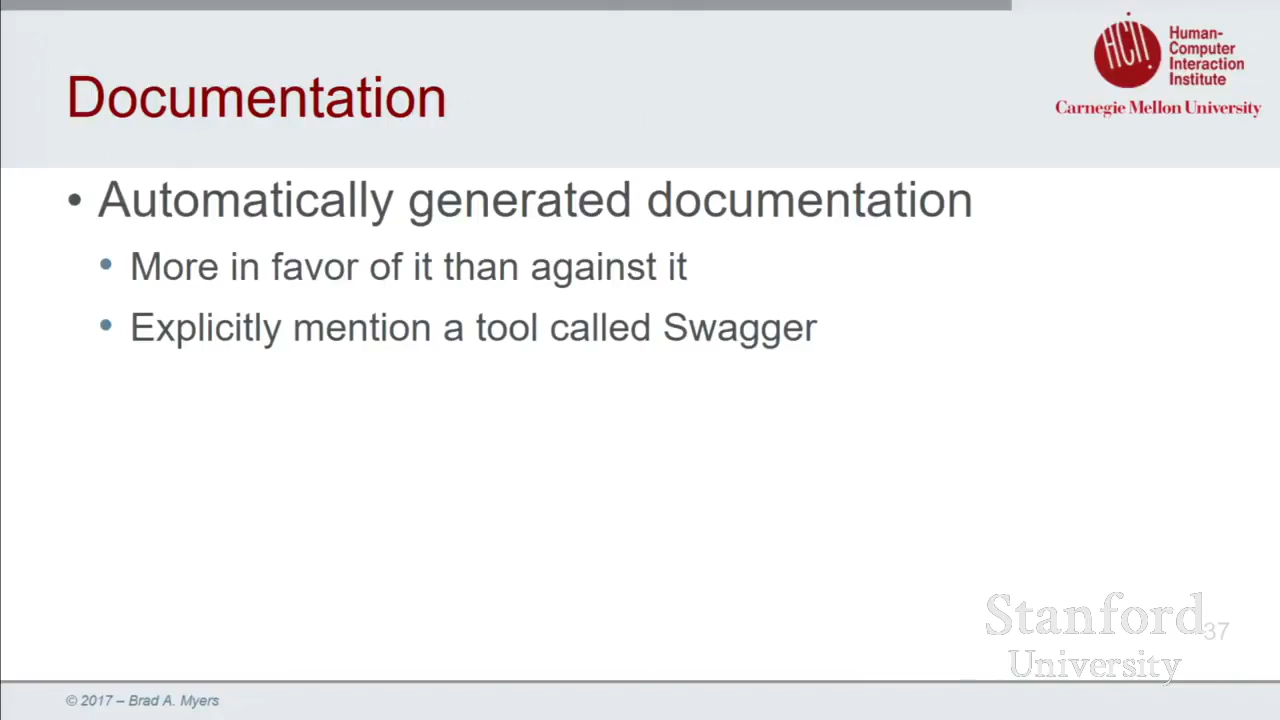 Human-
Computer
Interaction
Institute
Carnegie Mellon University
Documentation
• Automatically generated documentation
• More in favor of it than against it
• Explicitly mention a tool called Swagger
Stanford
University
37
© 2017 – Brad A. Myers